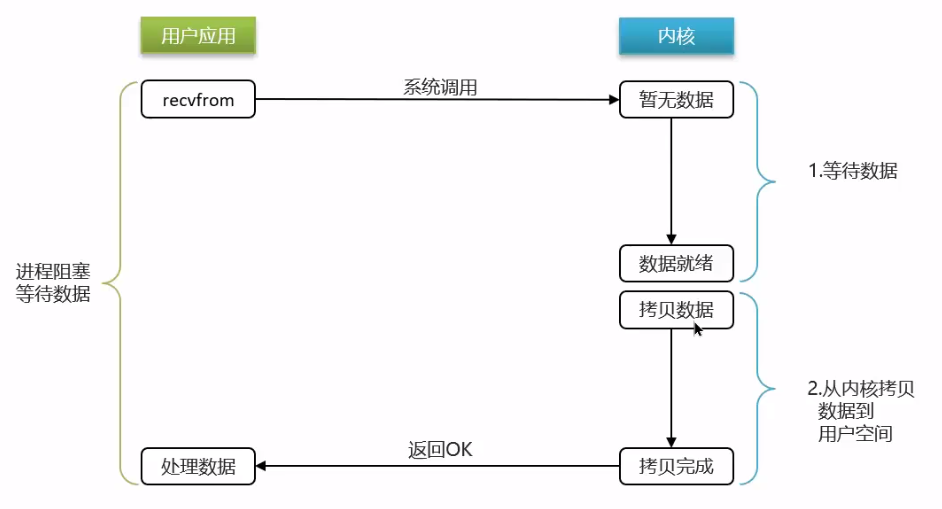 用户应用
内核
recvfrom
系统调用
暂无数据
1.等待数据
数据就绪
进程阻塞
等待数据
拷贝数据
2.从内核拷贝
数据到
用户空间
返回OK
处理数据
拷贝完成